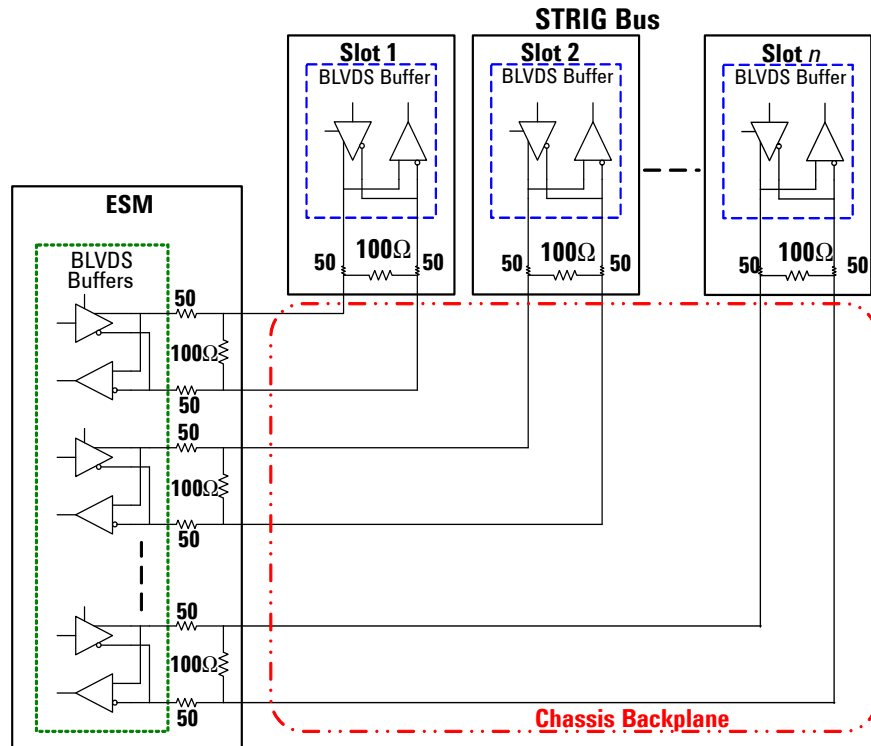 STRIG Bus
Slot 1
BLVDS Buffer
50
100Ω
50
Slot 2
BLVDS Buffer
50
100Ω
50
Slot n
BLVDS Buffer
50
100Ω
50
ESM
BLVDS
Buffers
50
100Ω
50
50
100Ω
50
50
100Ω
50
Chassis Backplane